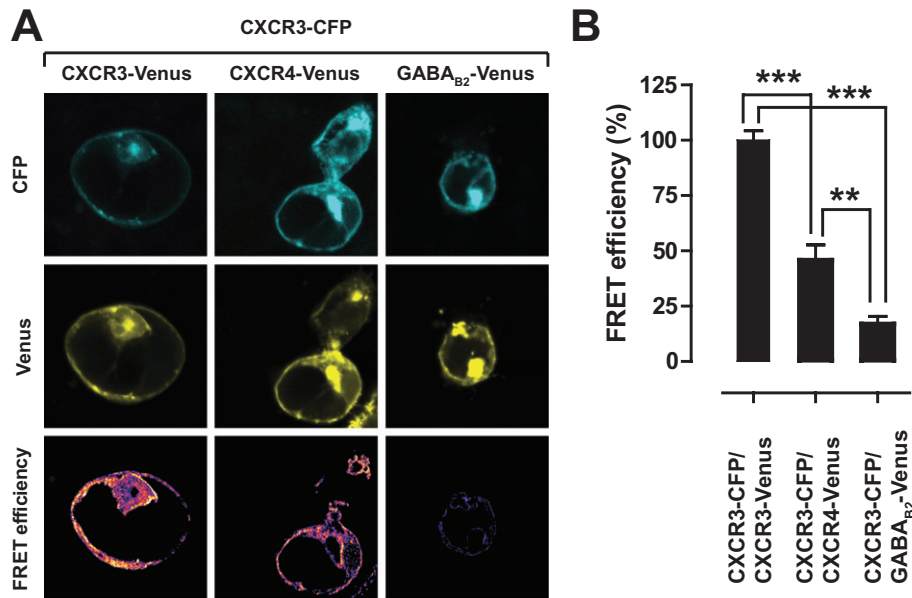 A
CXCR3-CFP
CXCR3-Venus CXCR4-Venus GABAB2-Venus
CFP
Venus
FRET efficiency
B
FRET efficiency (%)
125
100
75
50
25
0
***
***
**
CXCR3-CFP/
CXCR3-Venus
CXCR3-CFP/
CXCR4-Venus
CXCR3-CFP/
GABAB2-Venus